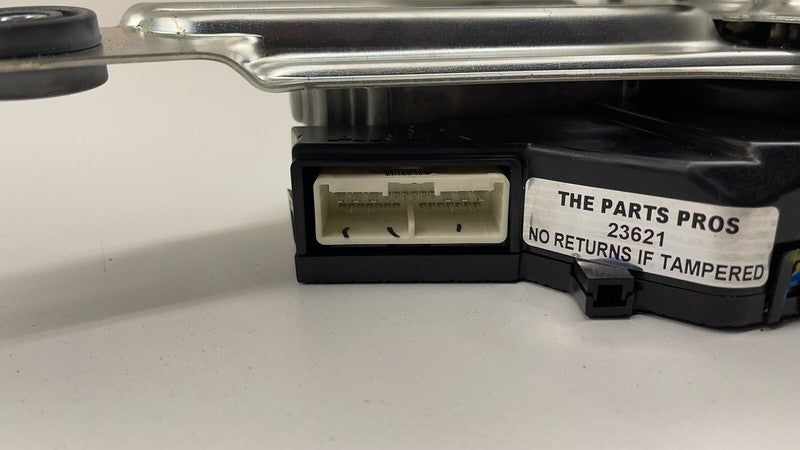 THE PARTS PROS
23621
NO RETURNS IF TAMPERED